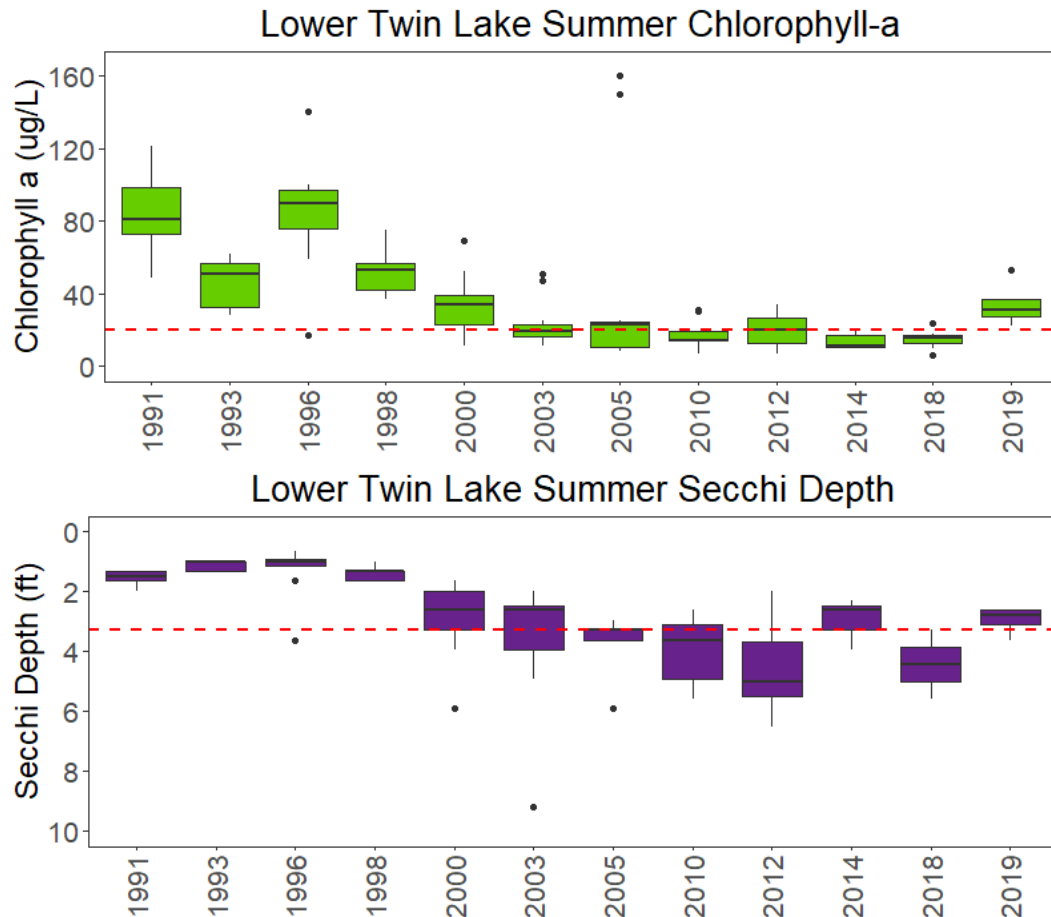 Lower Twin Lake Summer Chlorophyll-a
Chlorophyll a (ug/L)
160
120
80
40
0
1991 1993 1996 1998 2000 2003 2005 2010 2012 2014 2018 2019
Lower Twin Lake Summer Secchi Depth
Secchi Depth (ft)
0
2
4
6
8
10
1991 1993 1996 1998 2000 2003 2005 2010 2012 2014 2018 2019